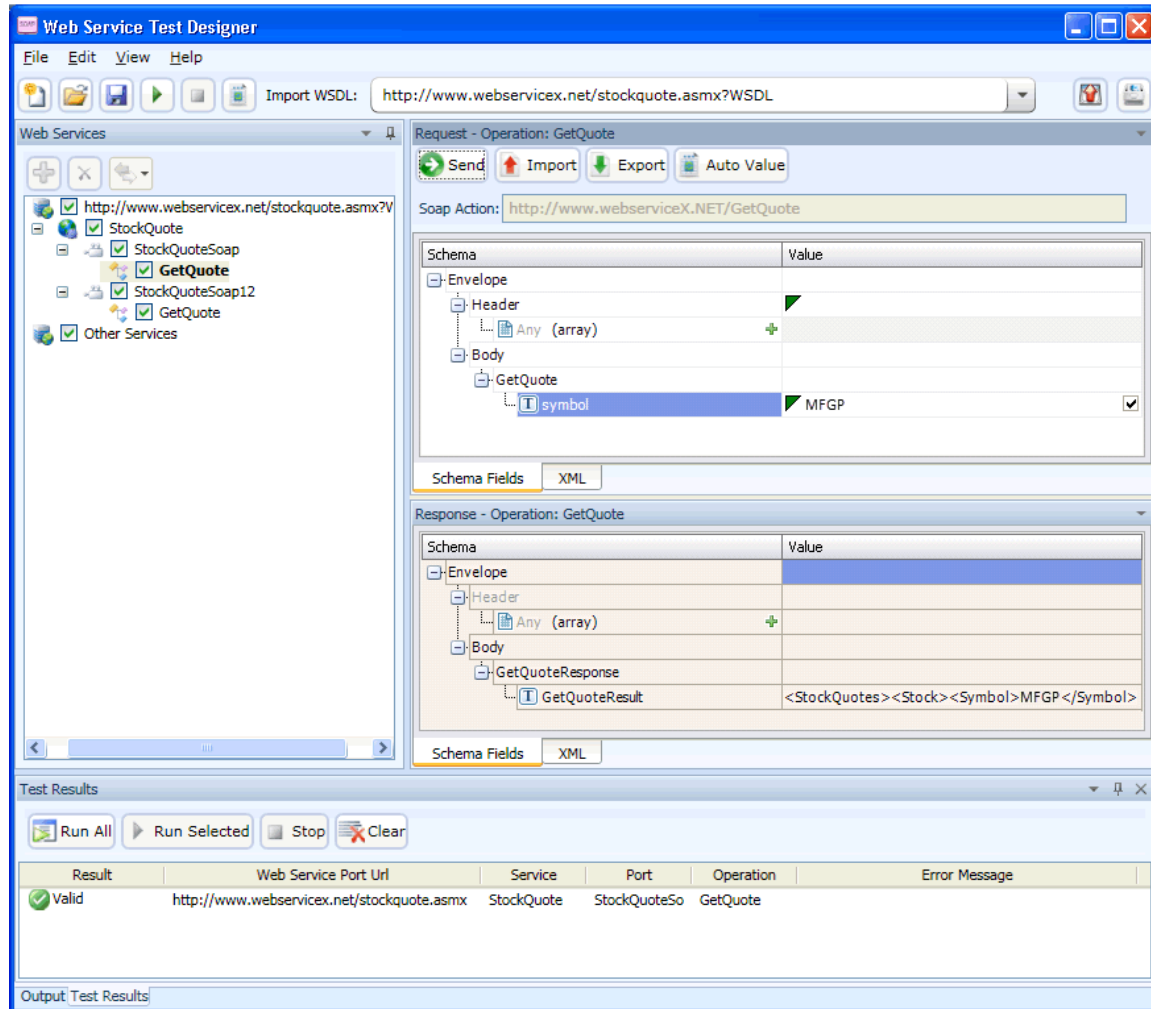 Web Service Test Designer
File Edit View Help
Import WSDL: http://www.webservicex.net/stockquote.asmx?WSDL
Web Services
http://www.webservicex.net/stockquote.asmx?V
StockQuote
StockQuoteSoap
GetQuote
StockQuoteSoap12
GetQuote
Other Services
Request - Operation: GetQuote
Send Import Export Auto Value
Soap Action: http://www.webserviceX.NET/GetQuote
Schema Value
Envelope
Header
Any (array)
Body
GetQuote
T symbol MFGP
Schema Fields XML
Response - Operation: GetQuote
Schema Value
Envelope
Header
Any (array)
Body
GetQuoteResponse
T GetQuoteResult <StockQuotes><Stock><Symbol>MFGP</Symbol>
Schema Fields XML
Test Results
Run All Run Selected Stop Clear
Result Web Service Port Url Service Port Operation Error Message
Valid http://www.webservicex.net/stockquote.asmx StockQuote StockQuoteSo GetQuote
Output Test Results